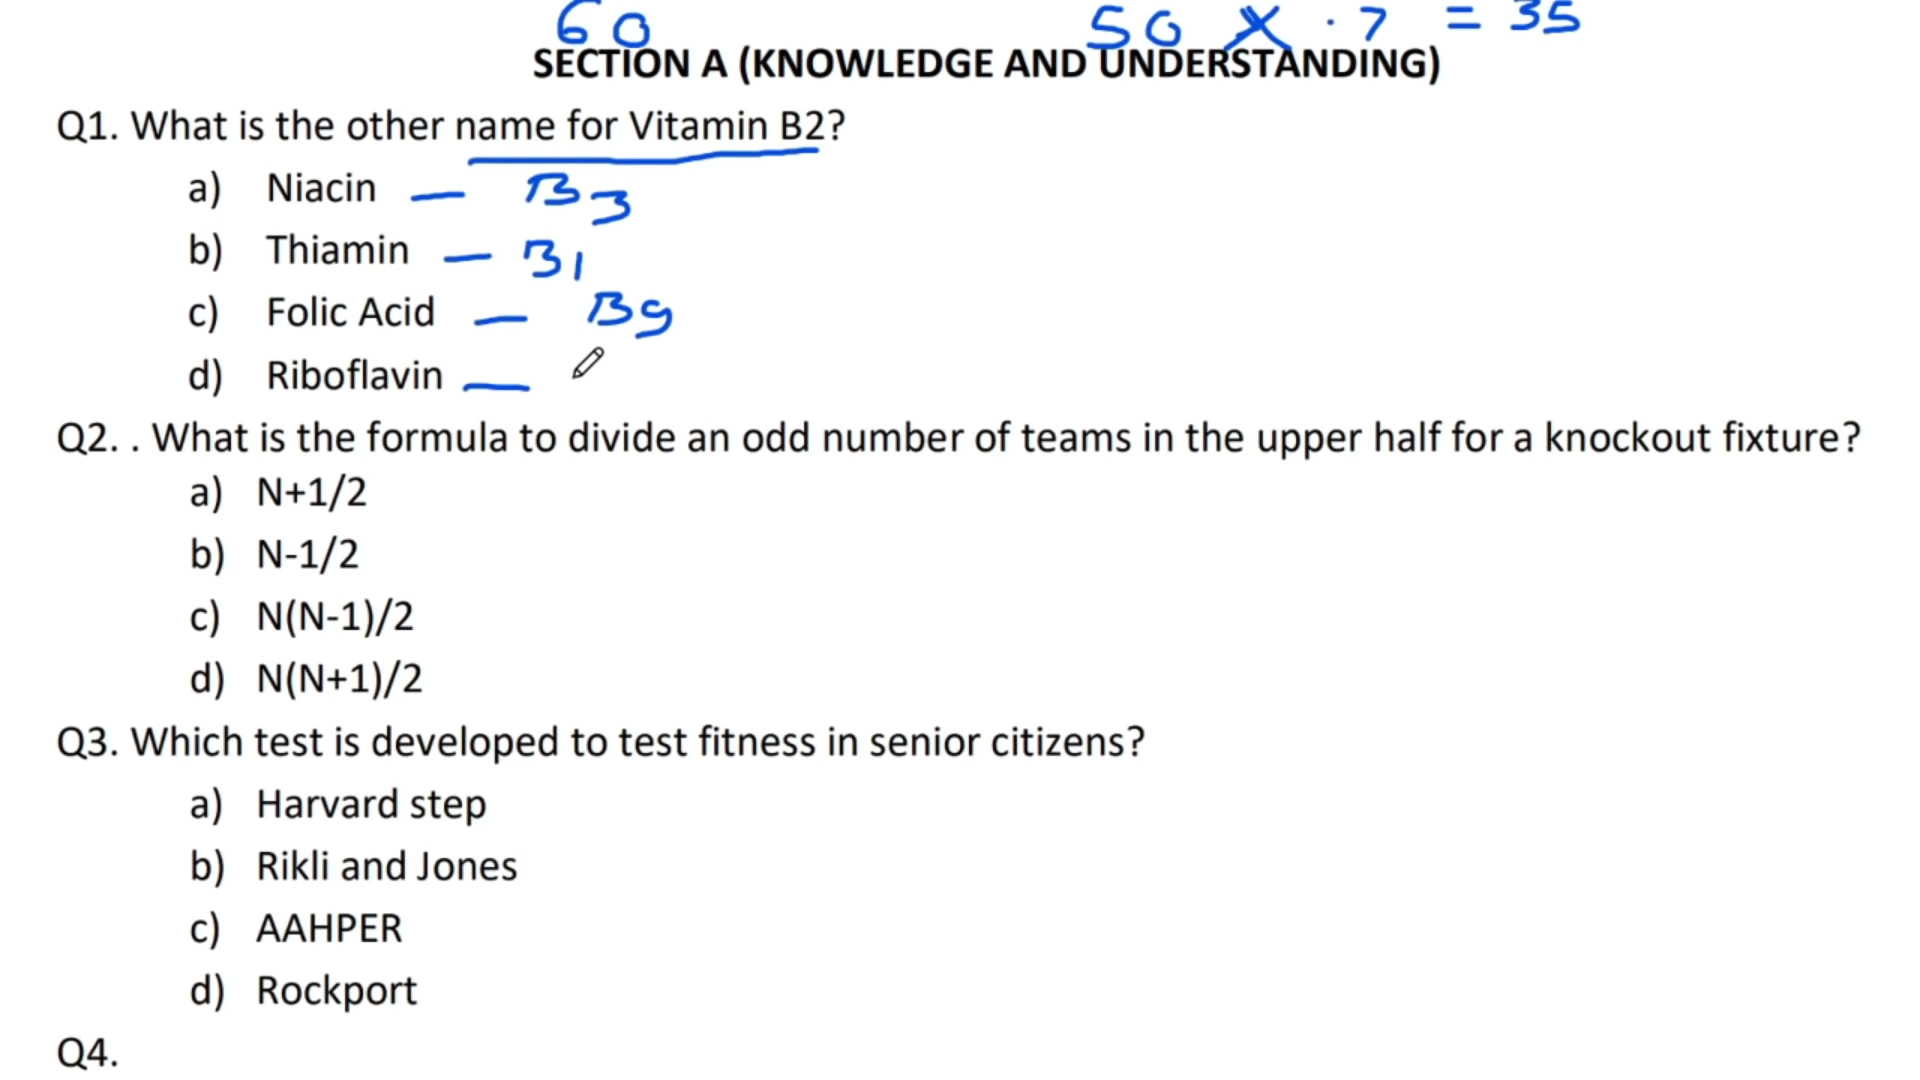 60 50 X .7 = 35
SECTION A (KNOWLEDGE AND UNDERSTANDING)
Q1. What is the other name for Vitamin B2?
a) Niacin — B3
b) Thiamin — B1
c) Folic Acid — B9
d) Riboflavin —
Q2. . What is the formula to divide an odd number of teams in the upper half for a knockout fixture?
a) N+1/2
b) N-1/2
c) N(N-1)/2
d) N(N+1)/2
Q3. Which test is developed to test fitness in senior citizens?
a) Harvard step
b) Rikli and Jones
c) AAHPER
d) Rockport
Q4.